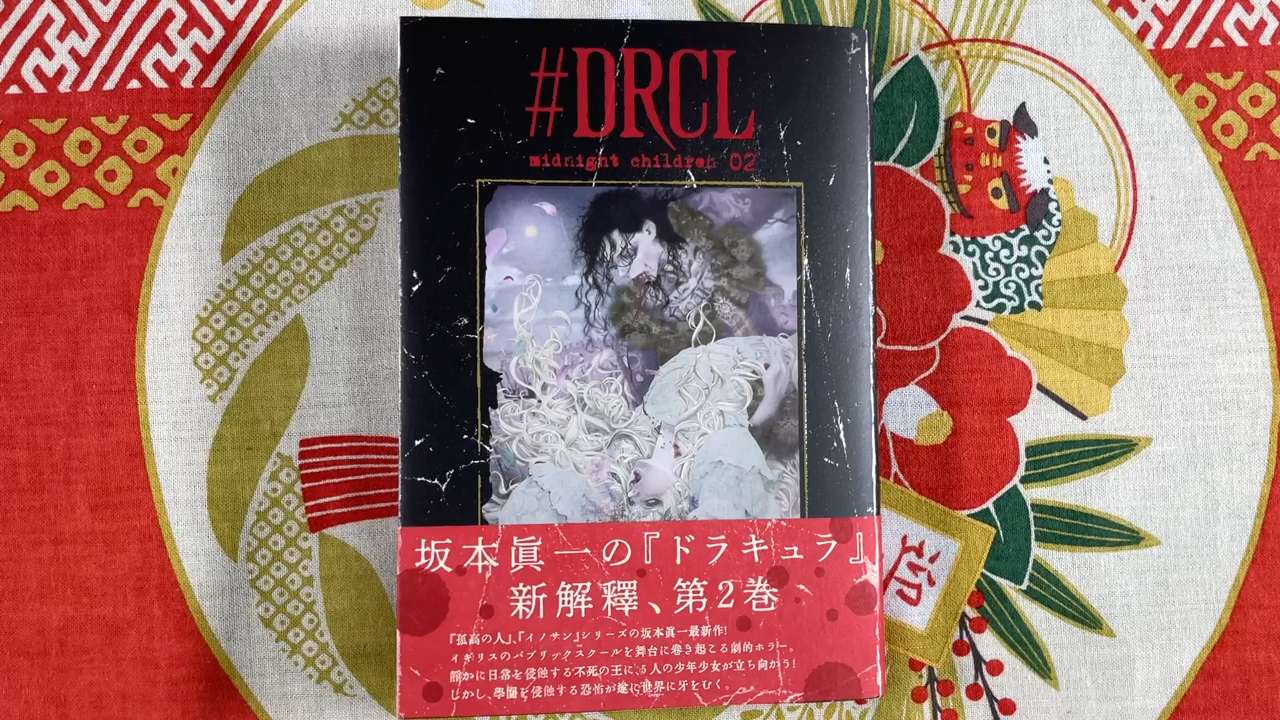 #DRCL
midnight children 02
坂本眞一の『ドラキュラ』
新解釋、第2巻
『孤高の人』、『イノサン』シリーズの坂本眞一最新作!
イギリスのパブリックスクールを舞台に巻き起こる劇的ホラー。
静かに日常を侵蝕する不死の王に、5人の少年少女が立ち向かう!
しかし、學園を侵蝕する恐怖が遂に世界に牙をむく。
迎